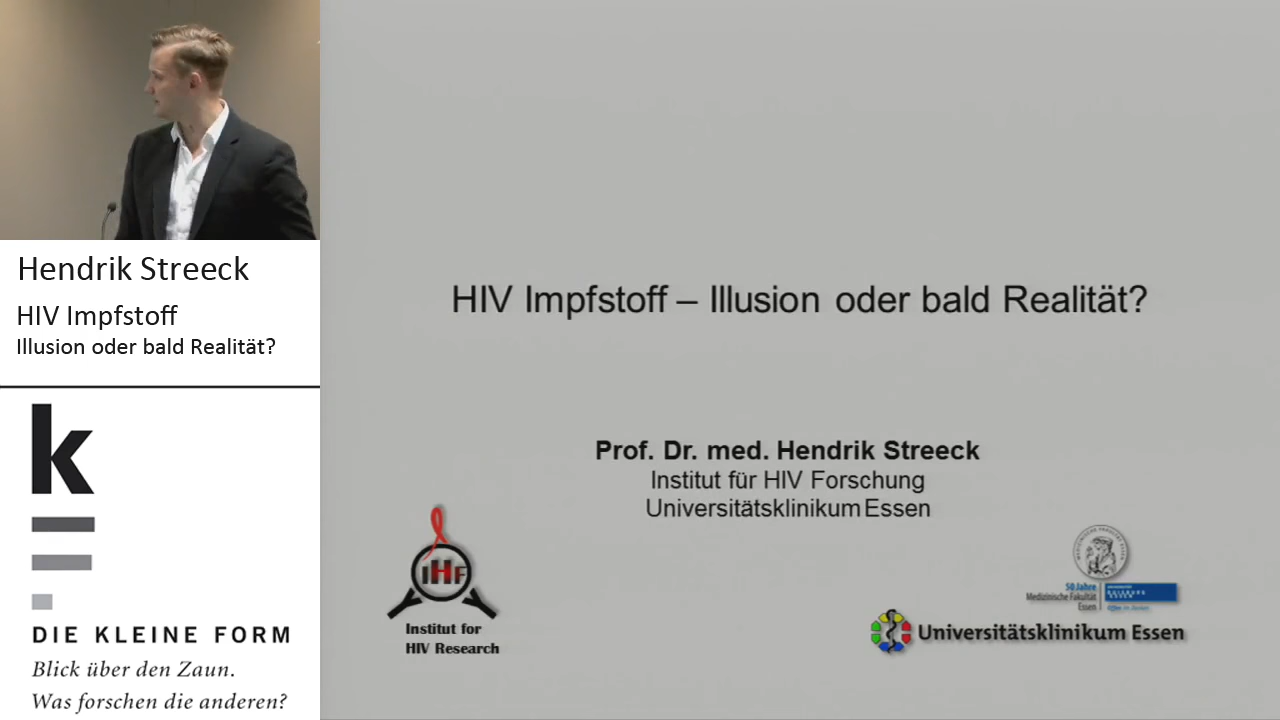 Hendrik Streeck
HIV Impfstoff
Illusion oder bald Realität?
k
DIE KLEINE FORM
Blick über den Zaun.
Was forschen die anderen?
HIV Impfstoff – Illusion oder bald Realität?
Prof. Dr. med. Hendrik Streeck
Institut für HIV Forschung
Universitätsklinikum Essen
IHF
Institut for
HIV Research
50 Jahre
Medizinische Fakultät
Essen
Universitätsklinikum Essen